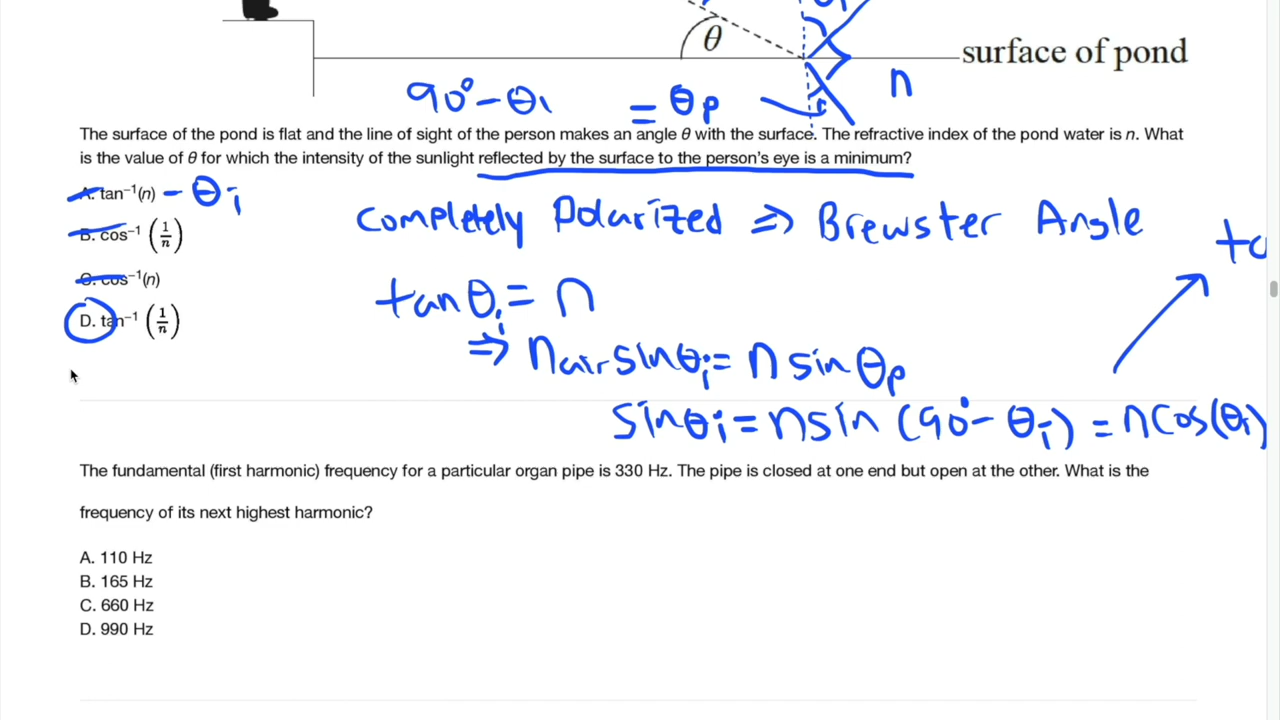 θ
surface of pond
n
90° - θi = θp
The surface of the pond is flat and the line of sight of the person makes an angle θ with the surface. The refractive index of the pond water is n. What
is the value of θ for which the intensity of the sunlight reflected by the surface to the person's eye is a minimum?
A. tan⁻¹(n) - θi
B. cos⁻¹ (1/n)
C. cos⁻¹(n)
D. tan⁻¹ (1/n)
Completely Polarized ⇒ Brewster Angle
tanθi = n
⇒ nair sinθi = n sinθp
sinθi = n sin (90° - θi) = n cos(θi)
The fundamental (first harmonic) frequency for a particular organ pipe is 330 Hz. The pipe is closed at one end but open at the other. What is the
frequency of its next highest harmonic?
A. 110 Hz
B. 165 Hz
C. 660 Hz
D. 990 Hz